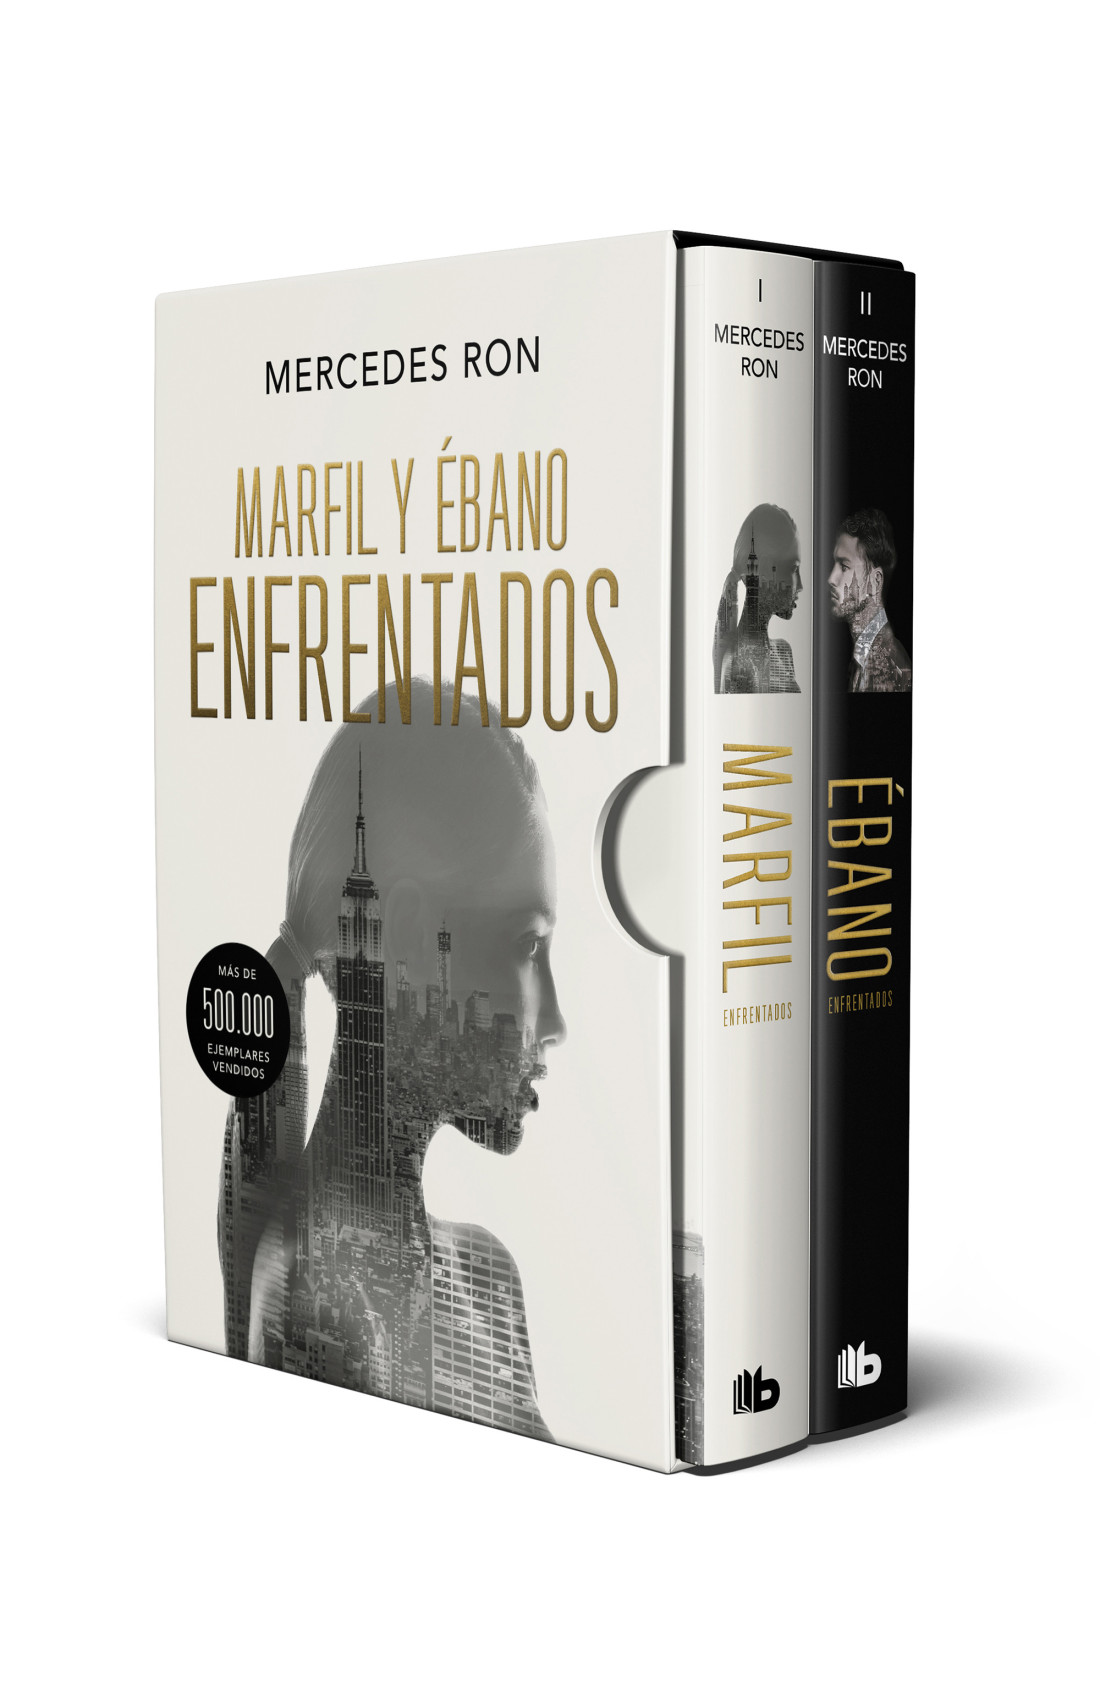 MERCEDES RON
MARFIL Y ÉBANO
ENFRENTADOS
MÁS DE
500.000
EJEMPLARES
VENDIDOS
I
MERCEDES
RON
MARFIL
ENFRENTADOS
b
II
MERCEDES
RON
ÉBANO
ENFRENTADOS
b